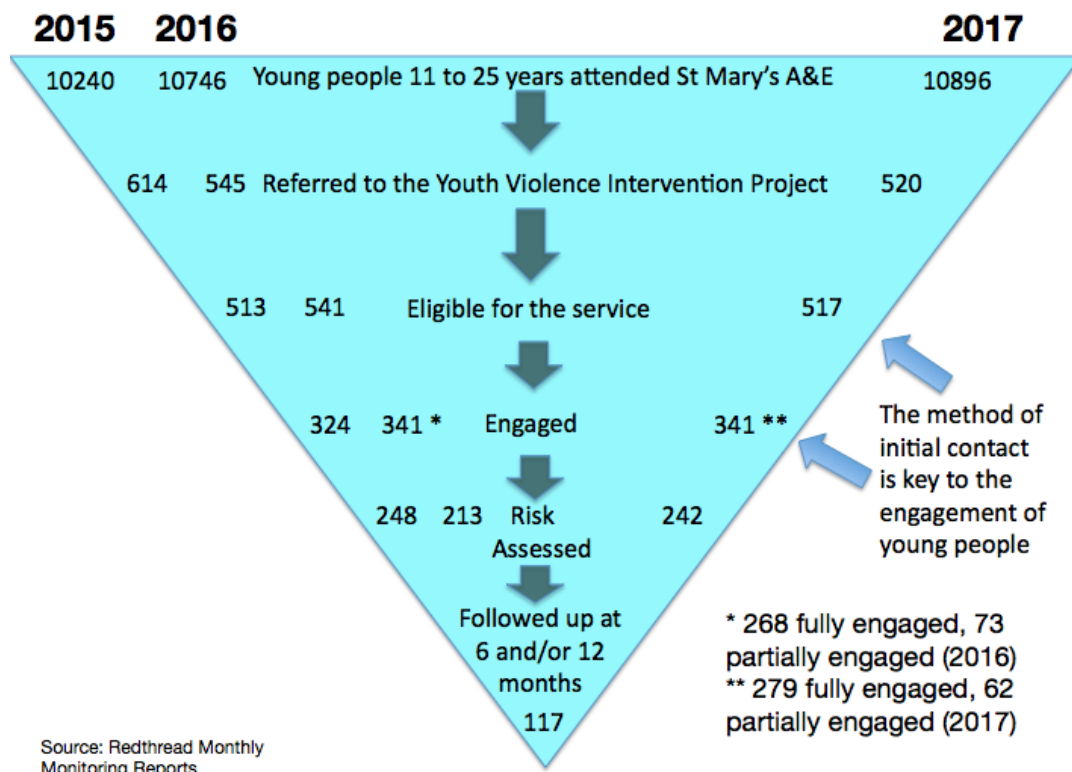 2015 2016 2017
10240 10746 Young people 11 to 25 years attended St Mary's A&E 10896
614 545 Referred to the Youth Violence Intervention Project 520
513 541 Eligible for the service 517
324 341 * Engaged 341 **
The method of
initial contact
is key to the
engagement of
young people
248 213 Risk 242
Assessed
Followed up at
6 and/or 12
months
117
* 268 fully engaged, 73
partially engaged (2016)
** 279 fully engaged, 62
partially engaged (2017)
Source: Redthread Monthly
Monitoring Reports